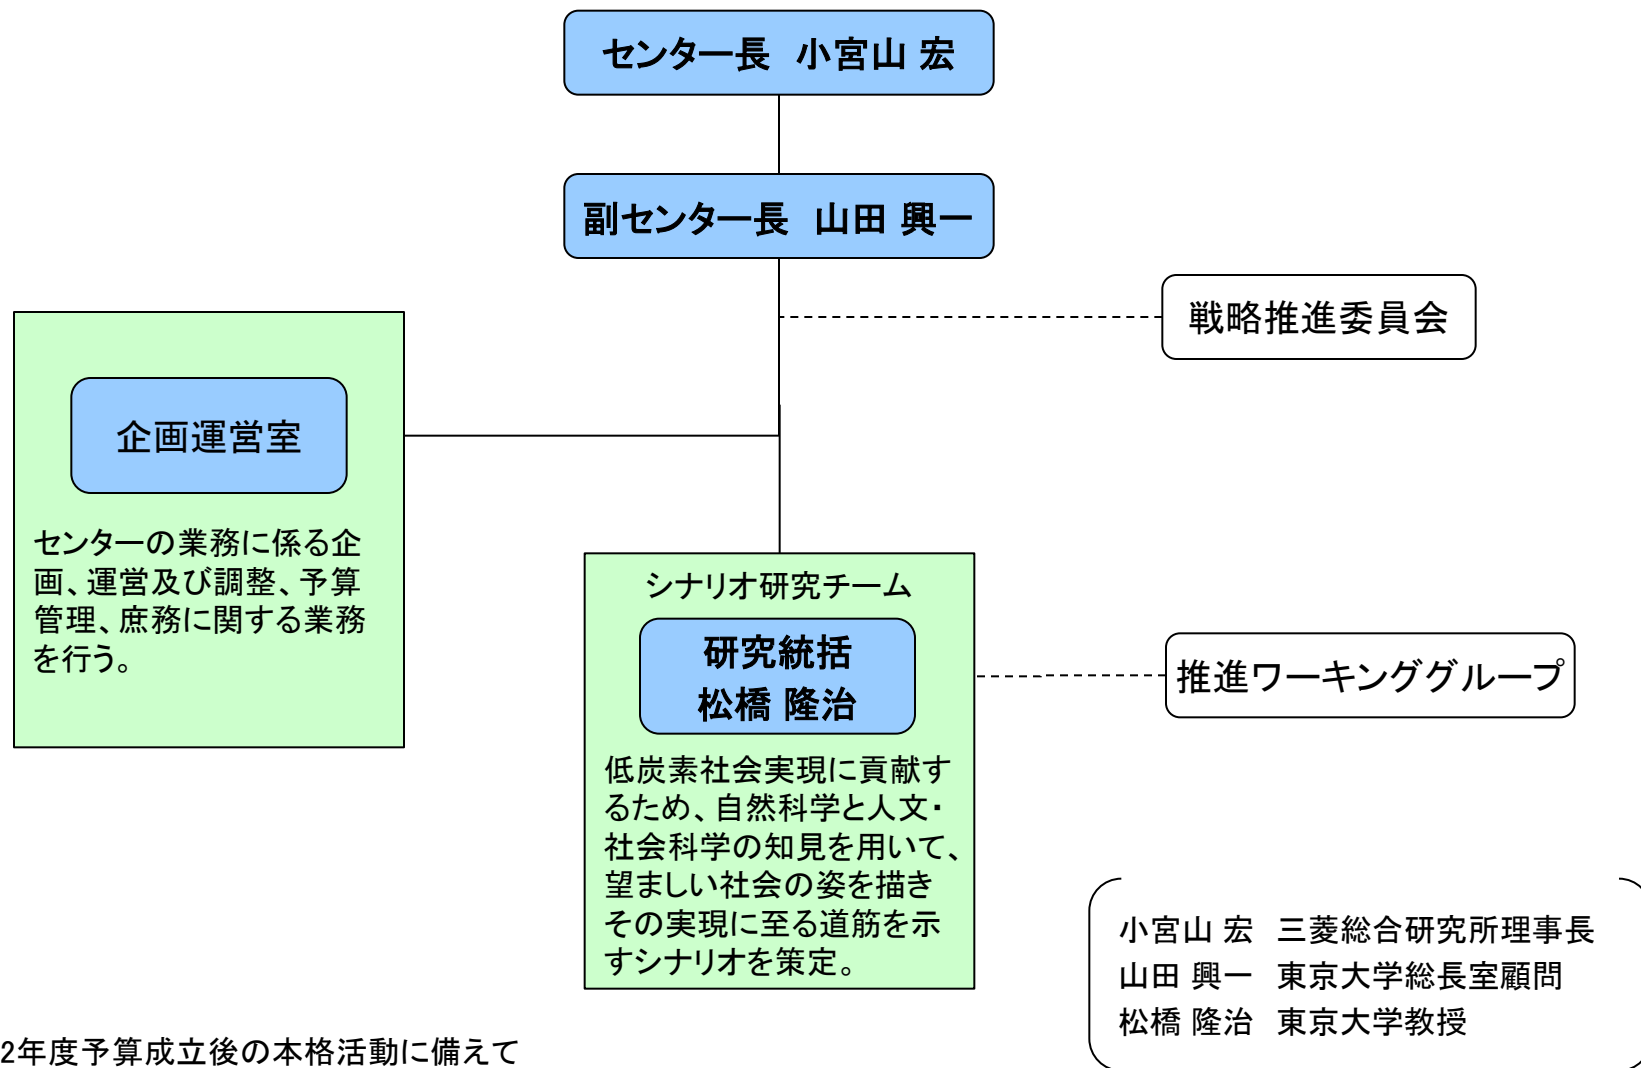 センター長 小宮山 宏
副センター長 山田 興一
戦略推進委員会
企画運営室
センターの業務に係る企
画、運営及び調整、予算
管理、庶務に関する業務
を行う。
シナリオ研究チーム
研究統括
松橋 隆治
推進ワーキンググループ
低炭素社会実現に貢献す
るため、自然科学と人文・
社会科学の知見を用いて、
望ましい社会の姿を描き
その実現に至る道筋を示
すシナリオを策定。
小宮山 宏 三菱総合研究所理事長
山田 興一 東京大学総長室顧問
松橋 隆治 東京大学教授
2年度予算成立後の本格活動に備えて